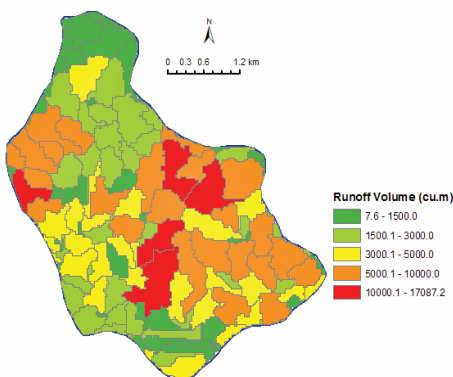 N
0 0.3 0.6 1.2 km
Runoff Volume (cu.m)
7.6 - 1500.0
1500.1 - 3000.0
3000.1 - 5000.0
5000.1 - 10000.0
10000.1 - 17087.2